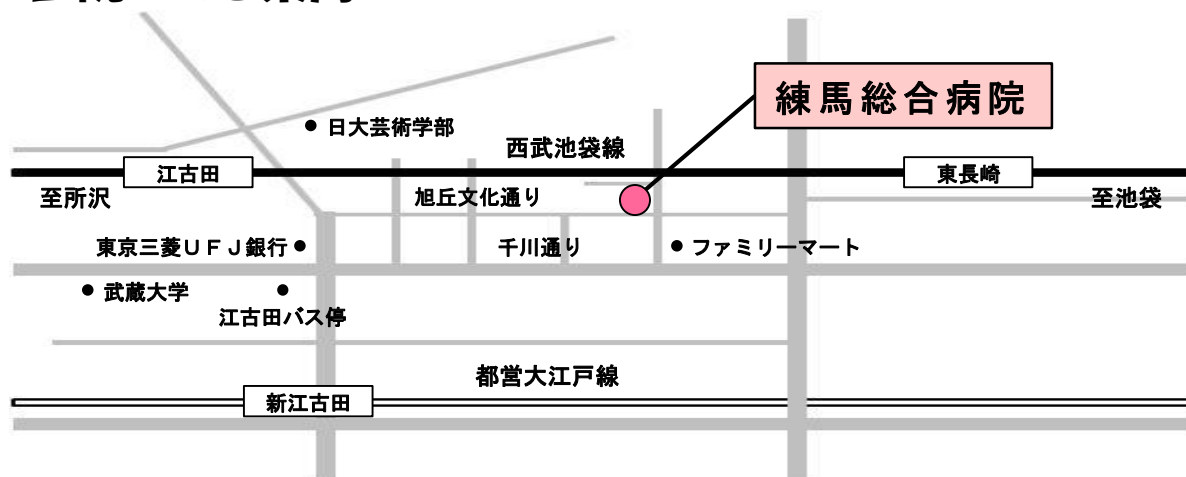 練馬総合病院
日大芸術学部
西武池袋線
江古田
東長崎
至所沢
旭丘文化通り
至池袋
東京三菱ＵＦＪ銀行
千川通り
ファミリーマート
武蔵大学
江古田バス停
都営大江戸線
新江古田